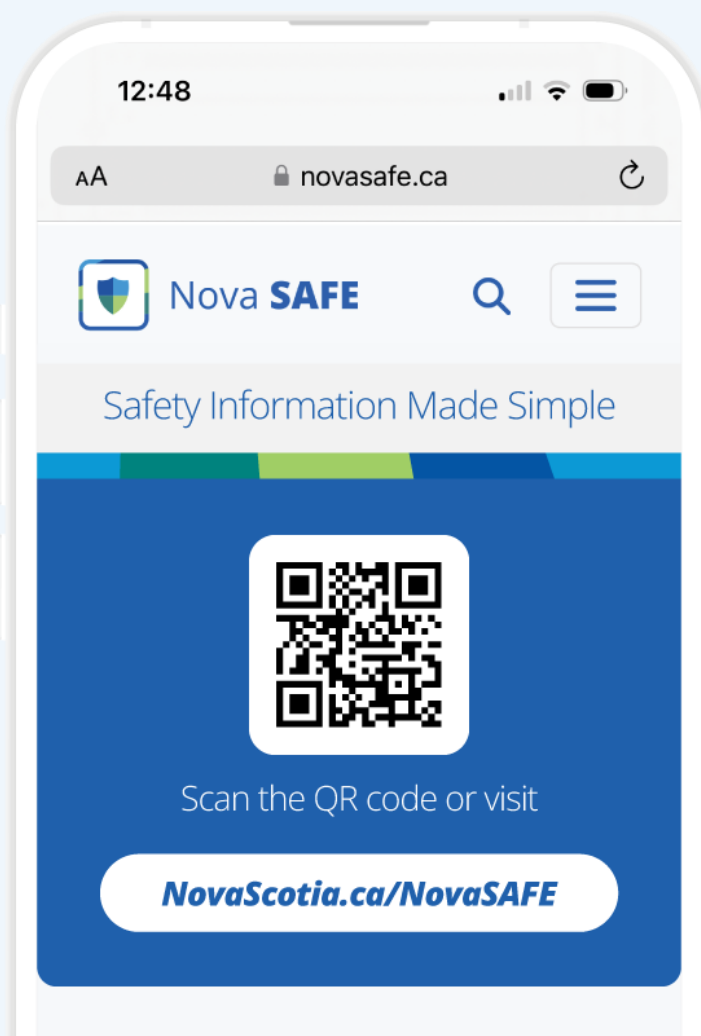 12:48
AA novasafe.ca
Nova SAFE
Safety Information Made Simple
Scan the QR code or visit
NovaScotia.ca/NovaSAFE